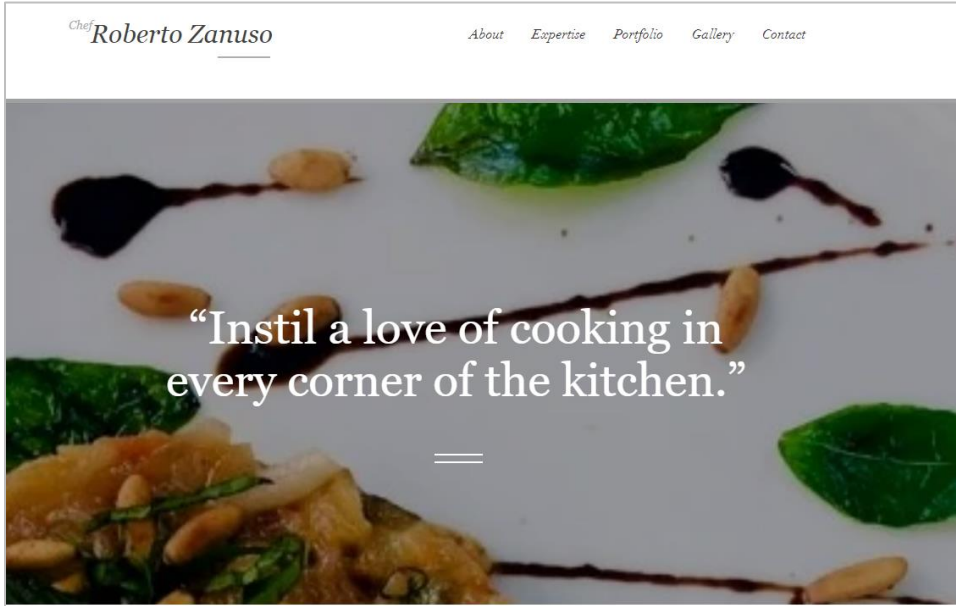 Chef Roberto Zanuso
About Expertise Portfolio Gallery Contact
“Instil a love of cooking in
every corner of the kitchen.”